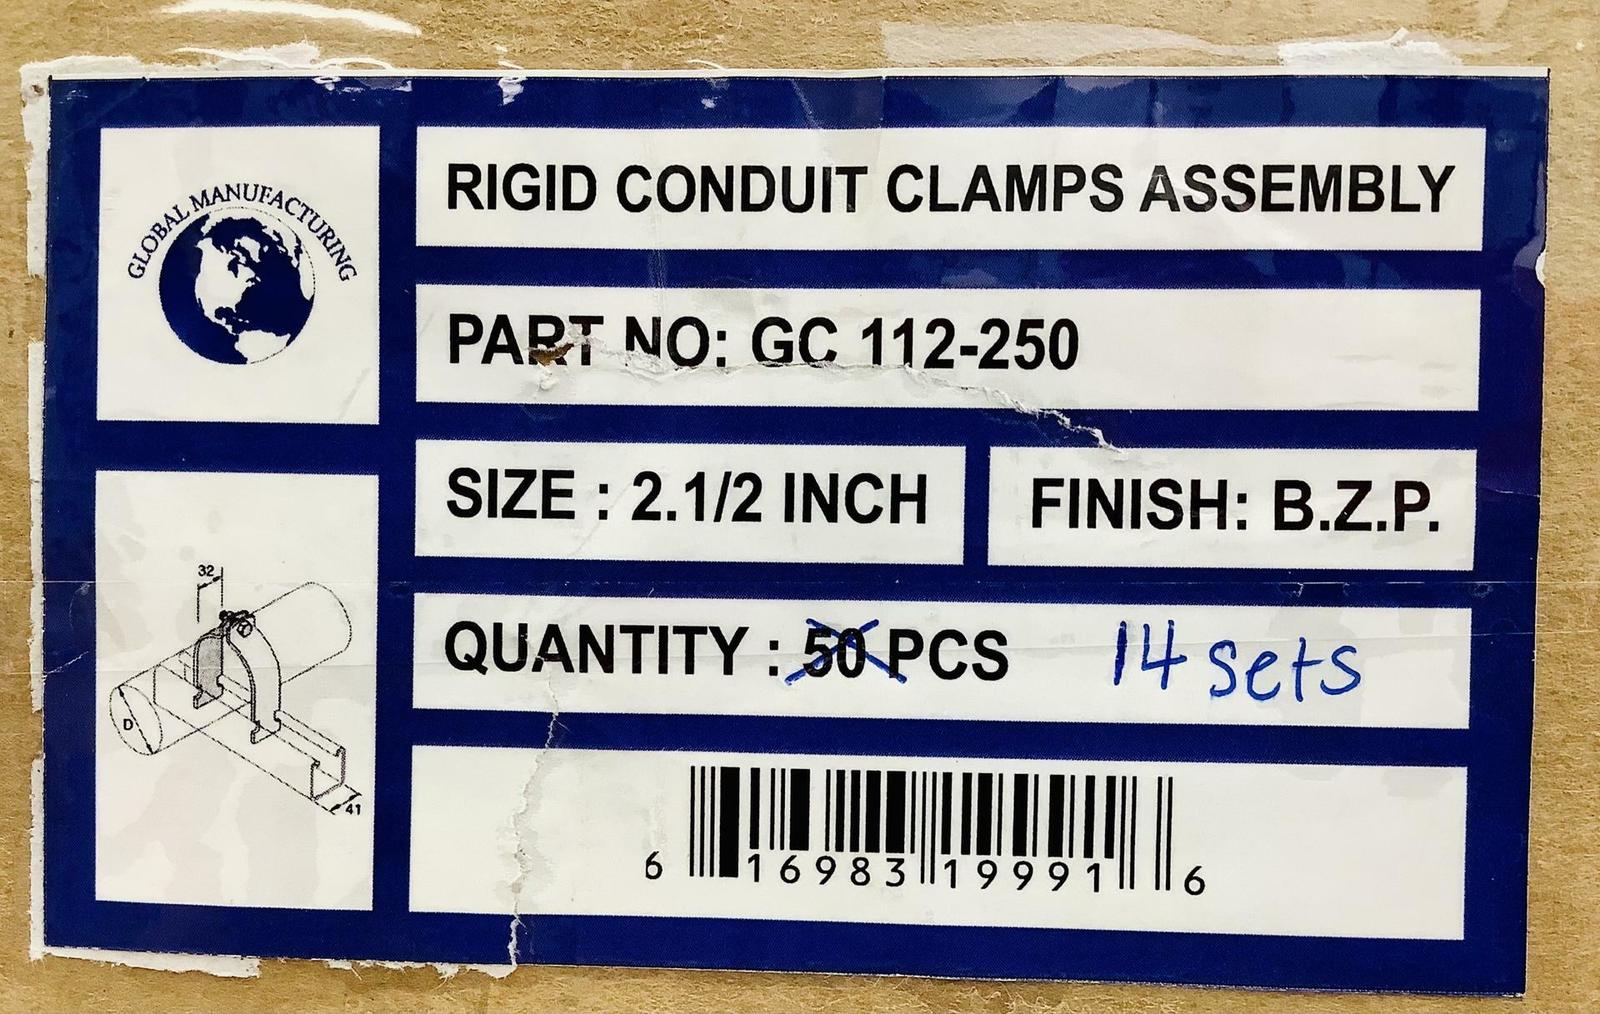 GLOBAL MANUFACTURING
RIGID CONDUIT CLAMPS ASSEMBLY
PART NO: GC 112-250
SIZE : 2.1/2 INCH
FINISH: B.Z.P.
QUANTITY : 50 PCS 14 sets
32
D
41
6 16983 19991 6